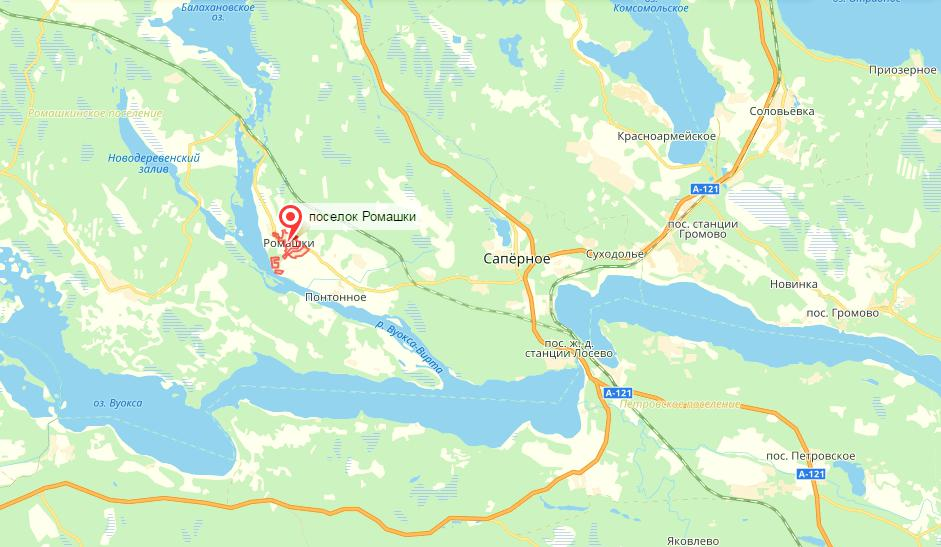 Балахановское
оз.
Комсомольское
Приозерное
Соловьевка
Ромашкинское поселение
Красноармейское
Новодеревенский
залив
А-121
поселок Ромашки
пос. станции
Громово
Ромашки
Сапёрное
Суходолье
Новинка
Понтонное
пос. Громово
р. Вуокса-Вирта
пос. ж. д.
станции Лосево
А-121
оз. Вуокса
Петровское поселение
пос. Петровское
А-121
Яковлево